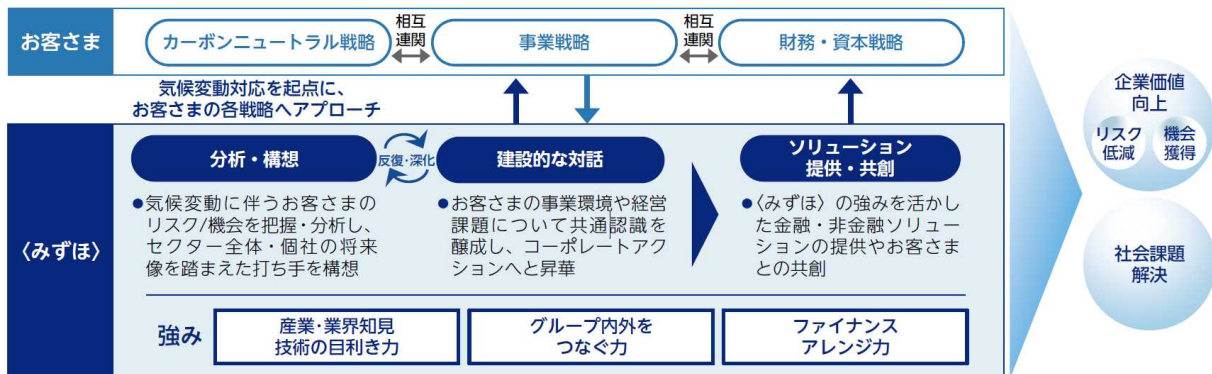 お客さま
カーボンニュートラル戦略
相互
連関
事業戦略
相互
連関
財務・資本戦略
気候変動対応を起点に、
お客さまの各戦略へアプローチ
〈みずほ〉
分析・構想
反復・深化
建設的な対話
ソリューション
提供・共創
●気候変動に伴うお客さまの
リスク/機会を把握・分析し、
セクター全体・個社の将来
像を踏まえた打ち手を構想
●お客さまの事業環境や経営
課題について共通認識を
醸成し、コーポレートアク
ションへと昇華
●〈みずほ〉の強みを活かし
た金融・非金融ソリュー
ションの提供やお客さま
との共創
強み
産業・業界知見
技術の目利き力
グループ内外を
つなぐ力
ファイナンス
アレンジ力
企業価値
向上
リスク
低減
機会
獲得
社会課題
解決